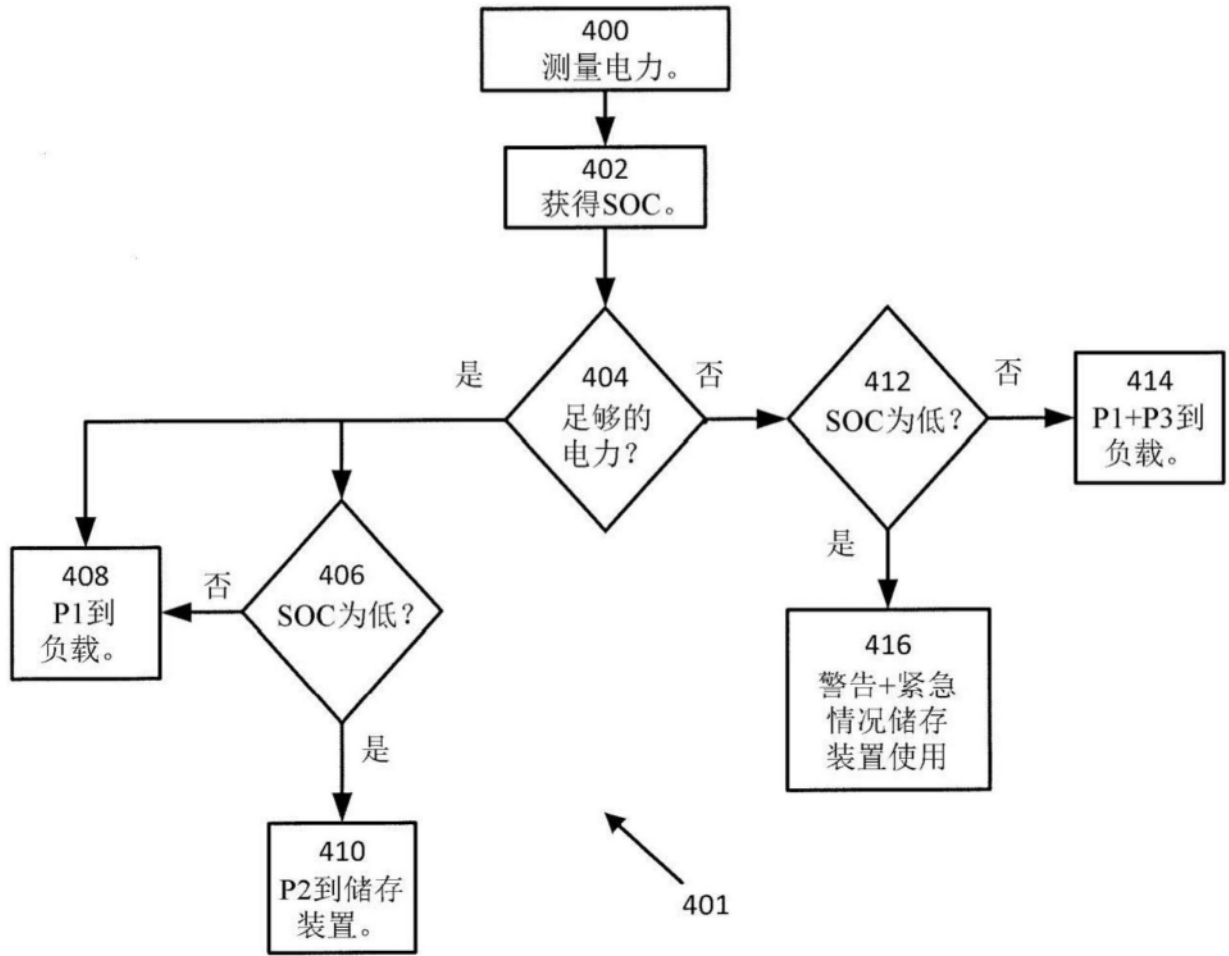 400
测量电力。
402
获得SOC。
是
404
足够的
电力?
否
412
SOC为低?
否
414
P1+P3到
负载。
408
P1到
负载。
否
406
SOC为低?
是
416
警告+紧急
情况储存
装置使用
是
410
P2到储存
装置。
401